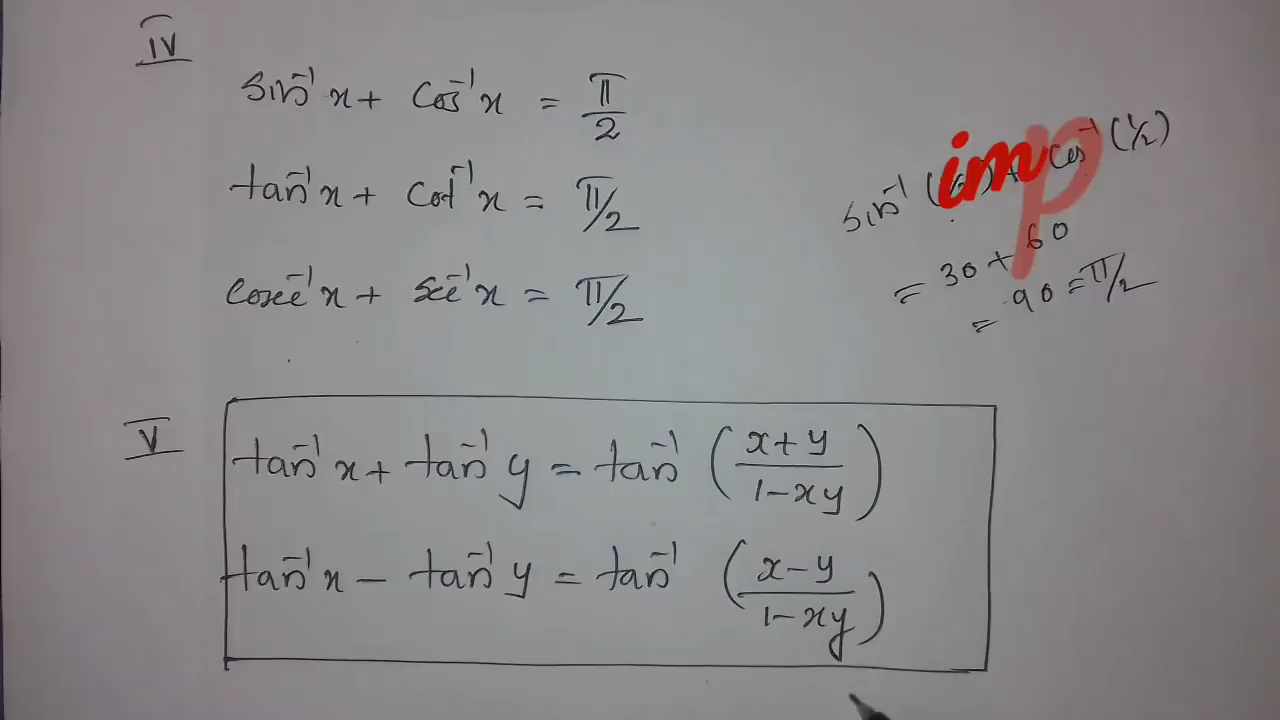 IV
sin⁻¹x + cos⁻¹x = π/2
tan⁻¹x + cot⁻¹x = π/2
cosec⁻¹x + sec⁻¹x = π/2
imp
sin⁻¹ ( ) + cos⁻¹ (1/2)
= 30 + 60
= 90 = π/2
V
tan⁻¹x + tan⁻¹y = tan⁻¹ ((x+y)/(1-xy))
tan⁻¹x - tan⁻¹y = tan⁻¹ ((x-y)/(1-xy))